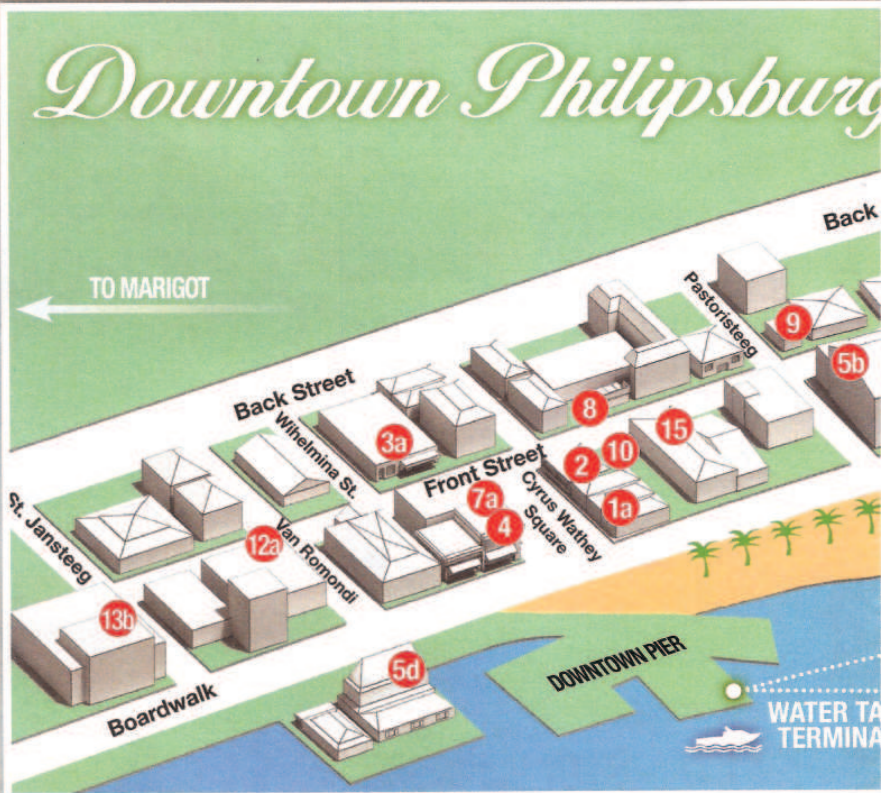 Downtown Philipsburg
Back
TO MARIGOT
Pastoristeeg
9
5b
Back Street
8
Wihelmina St.
3a
15
Front Street
2
10
7a
1a
4
Cyrus Wathey
Square
St. Jansteeg
12a
Van Romondi
13b
5d
DOWNTOWN PIER
Boardwalk
WATER TA
TERMINA